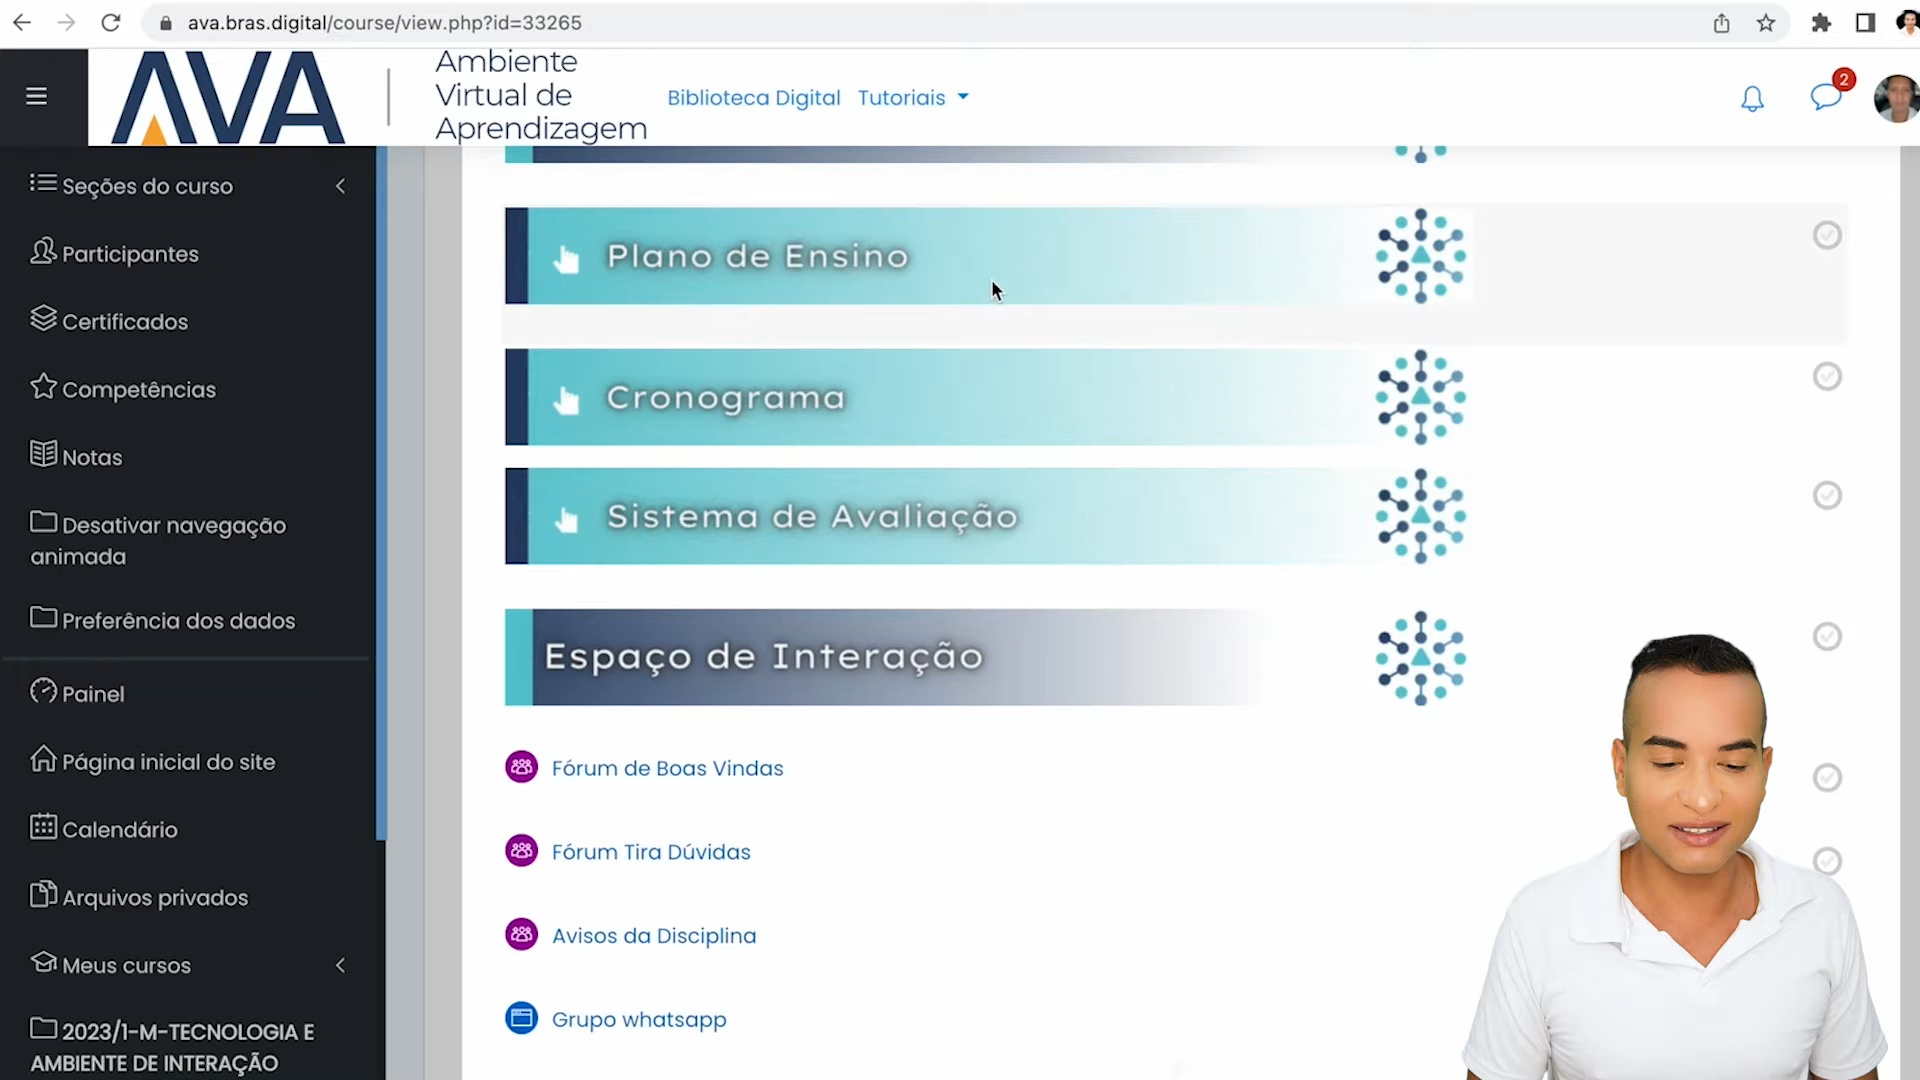 ava.bras.digital/course/view.php?id=33265
AVA
Ambiente
Virtual de
Aprendizagem
Biblioteca Digital
Tutoriais
2
Seções do curso
Participantes
Certificados
Competências
Notas
Desativar navegação
animada
Preferência dos dados
Painel
Página inicial do site
Calendário
Arquivos privados
Meus cursos
2023/1-M-TECNOLOGIA E
AMBIENTE DE INTERAÇÃO
Plano de Ensino
Cronograma
Sistema de Avaliação
Espaço de Interação
Fórum de Boas Vindas
Fórum Tira Dúvidas
Avisos da Disciplina
Grupo whatsapp